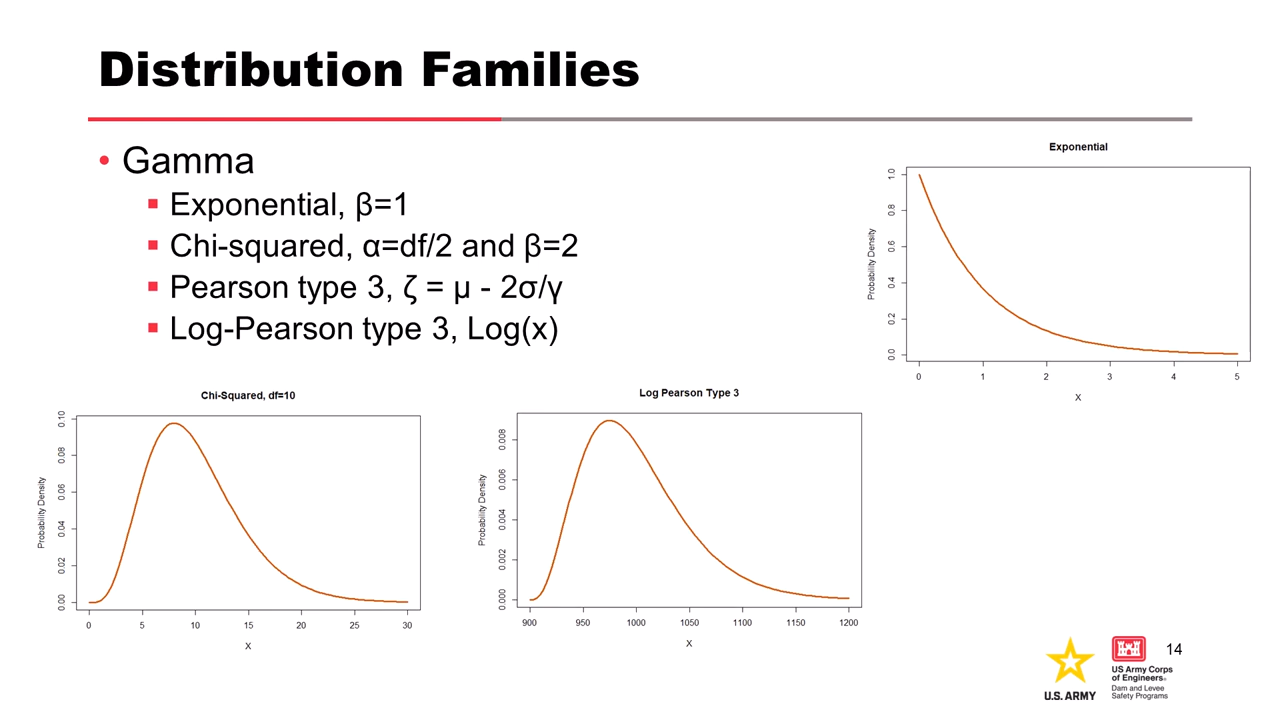 Distribution Families
• Gamma
▪ Exponential, β=1
▪ Chi-squared, α=df/2 and β=2
▪ Pearson type 3, ζ = μ - 2σ/γ
▪ Log-Pearson type 3, Log(x)
Exponential
Probability Density
1.0
0.8
0.6
0.4
0.2
0.0
0 1 2 3 4 5
X
Chi-Squared, df=10
Probability Density
0.10
0.08
0.06
0.04
0.02
0.00
0 5 10 15 20 25 30
X
Log Pearson Type 3
Probability Density
0.008
0.006
0.004
0.002
0.000
900 950 1000 1050 1100 1150 1200
X
U.S. ARMY
US Army Corps
of Engineers®
Dam and Levee
Safety Programs
14